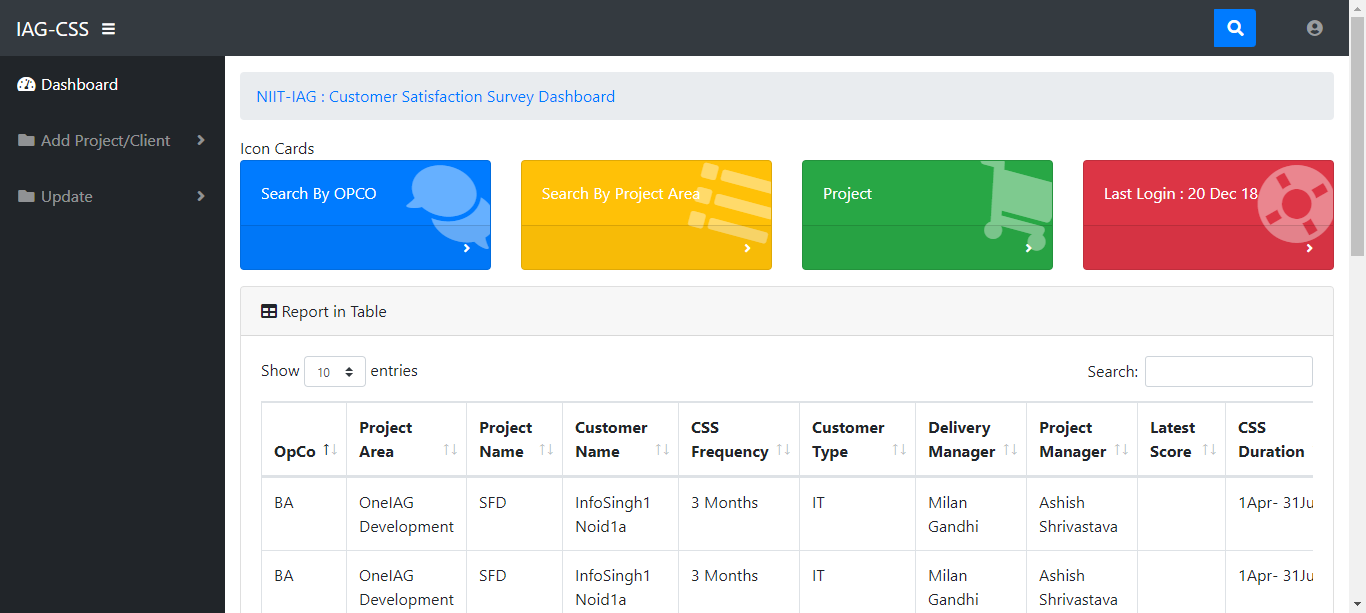 IAG-CSS
Dashboard
Add Project/Client
Update
NIIT-IAG : Customer Satisfaction Survey Dashboard
Icon Cards
Search By OPCO
Search By Project Area
Project
Last Login : 20 Dec 18
Report in Table
Show 10 entries
Search:
OpCo
Project Area
Project Name
Customer Name
CSS Frequency
Customer Type
Delivery Manager
Project Manager
Latest Score
CSS Duration
BA
OneIAG Development
SFD
InfoSingh1 Noid1a
3 Months
IT
Milan Gandhi
Ashish Shrivastava
1Apr- 31Ju
BA
OneIAG Development
SFD
InfoSingh1 Noid1a
3 Months
IT
Milan Gandhi
Ashish Shrivastava
1Apr- 31Ju